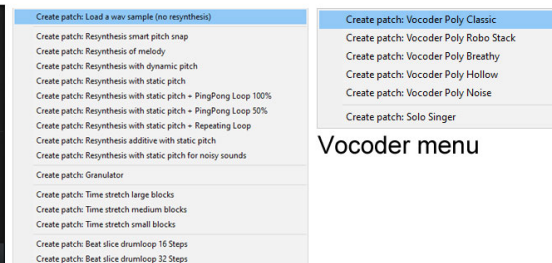 Create patch: Load a wav sample (no resynthesis)
Create patch: Resynthesis smart pitch snap
Create patch: Resynthesis of melody
Create patch: Resynthesis with dynamic pitch
Create patch: Resynthesis with static pitch
Create patch: Resynthesis with static pitch + PingPong Loop 100%
Create patch: Resynthesis with static pitch + PingPong Loop 50%
Create patch: Resynthesis with static pitch + Repeating Loop
Create patch: Resynthesis additive with static pitch
Create patch: Resynthesis with static pitch for noisy sounds
Create patch: Granulator
Create patch: Time stretch large blocks
Create patch: Time stretch medium blocks
Create patch: Time stretch small blocks
Create patch: Beat slice drumloop 16 Steps
Create patch: Beat slice drumloop 32 Steps
Create patch: Vocoder Poly Classic
Create patch: Vocoder Poly Robo Stack
Create patch: Vocoder Poly Breathy
Create patch: Vocoder Poly Hollow
Create patch: Vocoder Poly Noise
Create patch: Solo Singer
Vocoder menu